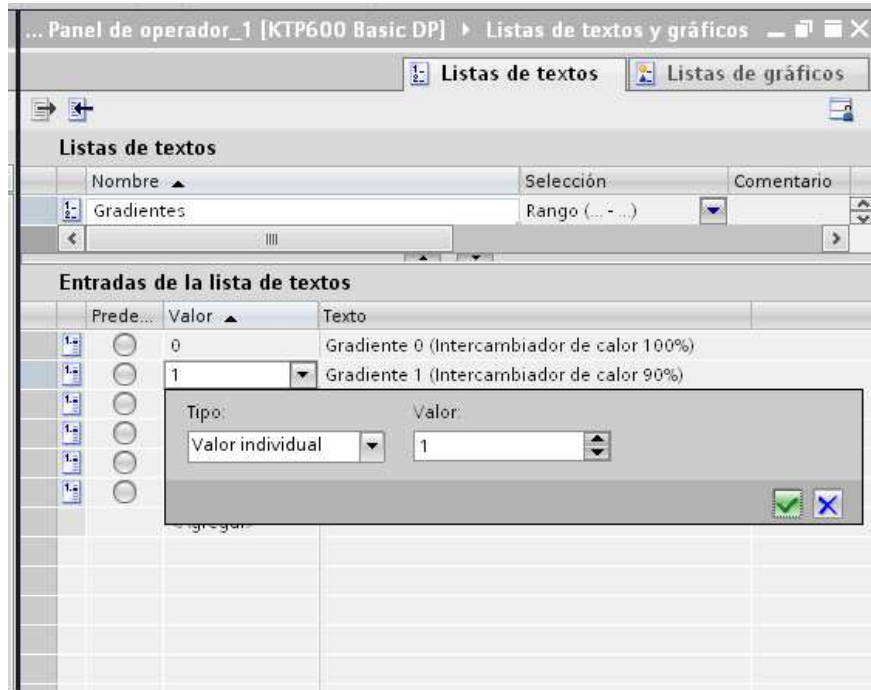 ... Panel de operador_1 [KTP600 Basic DP] ▸ Listas de textos y gráficos
Listas de textos
Listas de gráficos
Listas de textos
Nombre Selección Comentario
Gradientes Rango (... - ...)
Entradas de la lista de textos
Prede... Valor Texto
0 Gradiente 0 (Intercambiador de calor 100%)
1 Gradiente 1 (Intercambiador de calor 90%)
Tipo: Valor:
Valor individual 1